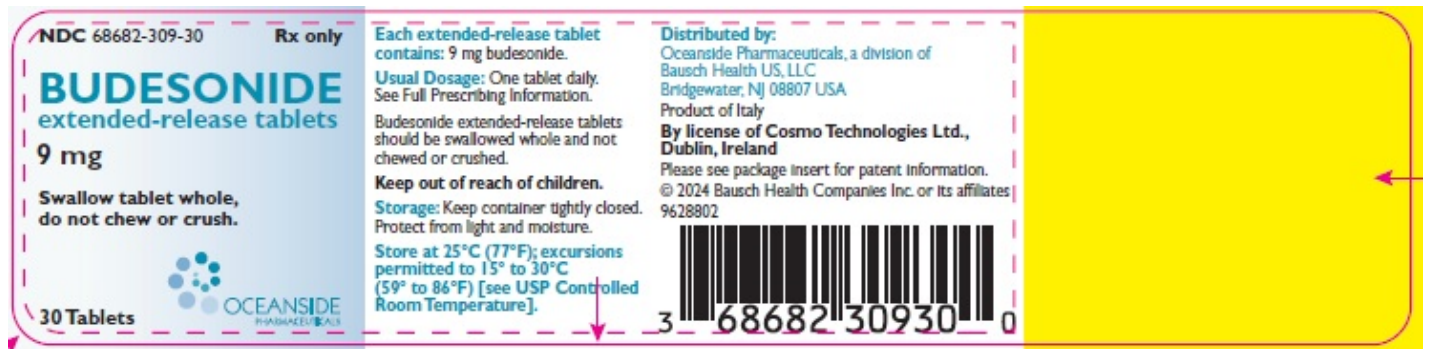 NDC 68682-309-30 Rx only
BUDESONIDE
extended-release tablets
9 mg
Swallow tablet whole,
do not chew or crush.
OCEANSIDE
PHARMACEUTICALS
30 Tablets
Each extended-release tablet
contains: 9 mg budesonide.
Usual Dosage: One tablet daily.
See Full Prescribing Information.
Budesonide extended-release tablets
should be swallowed whole and not
chewed or crushed.
Keep out of reach of children.
Storage: Keep container tightly closed.
Protect from light and moisture.
Store at 25°C (77°F); excursions
permitted to 15° to 30°C
(59° to 86°F) [see USP Controlled
Room Temperature].
Distributed by:
Oceanside Pharmaceuticals, a division of
Bausch Health US, LLC
Bridgewater, NJ 08807 USA
Product of Italy
By license of Cosmo Technologies Ltd.,
Dublin, Ireland
Please see package insert for patent information.
© 2024 Bausch Health Companies Inc. or its affiliates
9628802
3 68682 30930 0